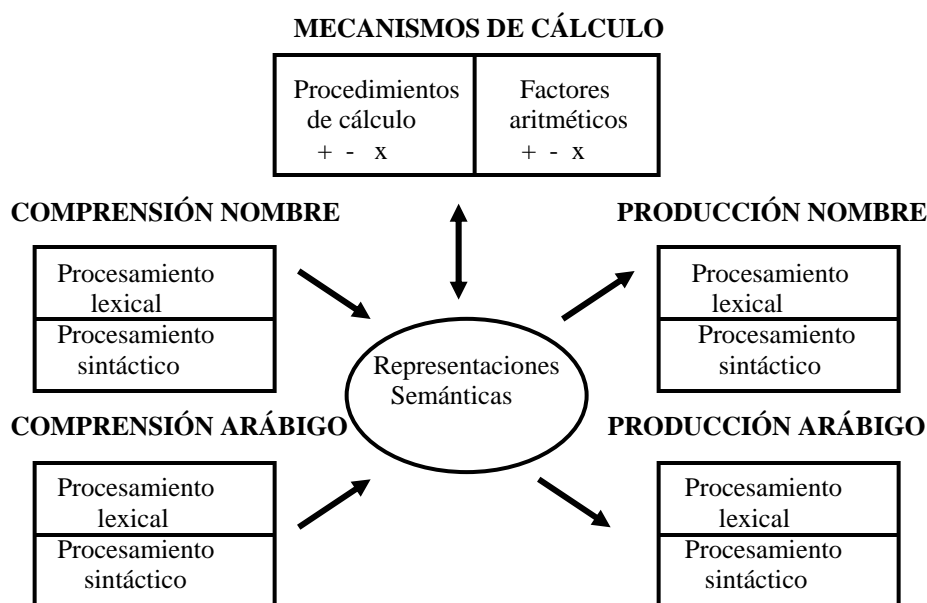 MECANISMOS DE CÁLCULO
Procedimientos
de cálculo
+ - x
Factores
aritméticos
+ - x
COMPRENSIÓN NOMBRE
Procesamiento
lexical
Procesamiento
sintáctico
PRODUCCIÓN NOMBRE
Procesamiento
lexical
Procesamiento
sintáctico
Representaciones
Semánticas
COMPRENSIÓN ARÁBIGO
Procesamiento
lexical
Procesamiento
sintáctico
PRODUCCIÓN ARÁBIGO
Procesamiento
lexical
Procesamiento
sintáctico